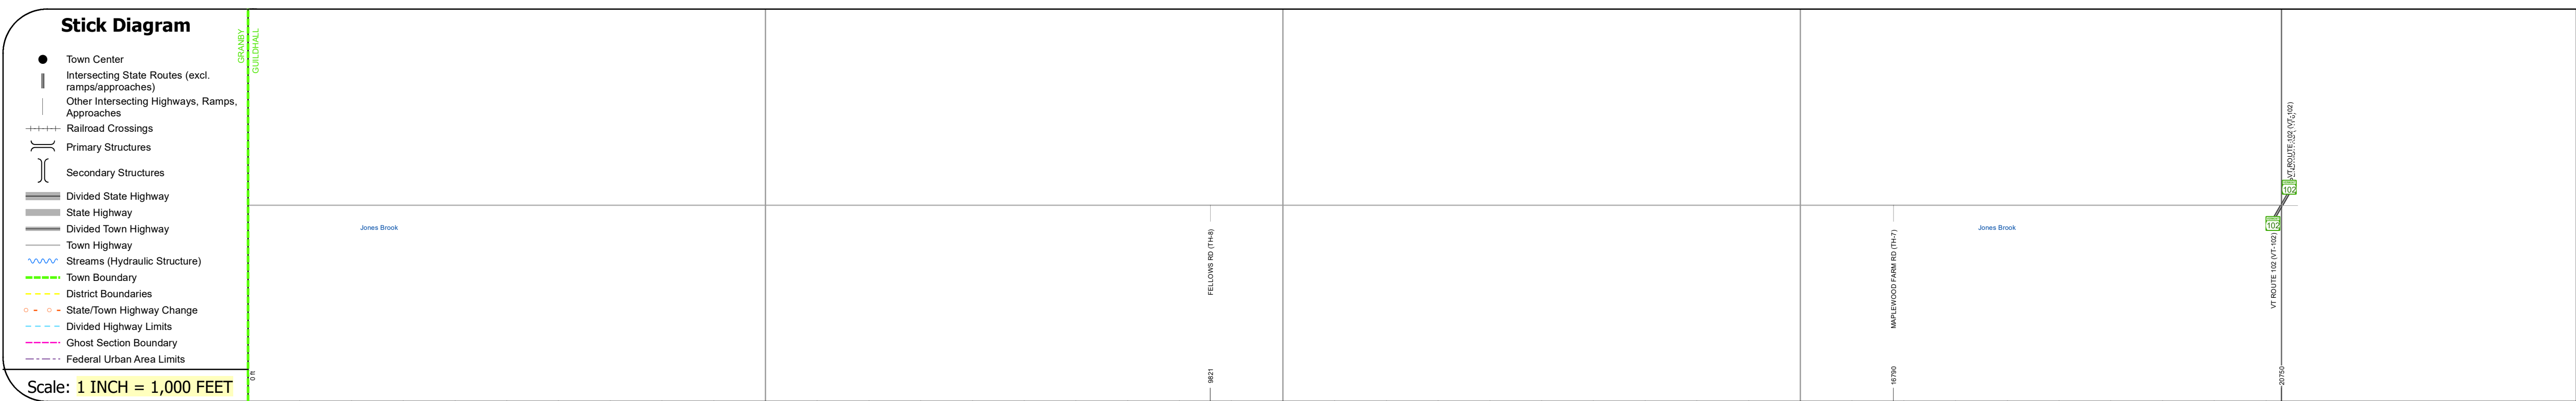 Stick Diagram
Town Center
Intersecting State Routes (excl.
ramps/approaches)
Other Intersecting Highways, Ramps,
Approaches
Railroad Crossings
Primary Structures
Secondary Structures
Divided State Highway
State Highway
Divided Town Highway
Town Highway
Streams (Hydraulic Structure)
Town Boundary
District Boundaries
State/Town Highway Change
Divided Highway Limits
Ghost Section Boundary
Federal Urban Area Limits
Scale: 1 INCH = 1,000 FEET
GRANBY
GUILDHALL
0 ft
Jones Brook
FELLOWS RD (TH-8)
9821
MAPLEWOOD FARM RD (TH-7)
16790
Jones Brook
VT ROUTE 102 (VT-102)
102
102
VT ROUTE 102 (VT-102)
20750